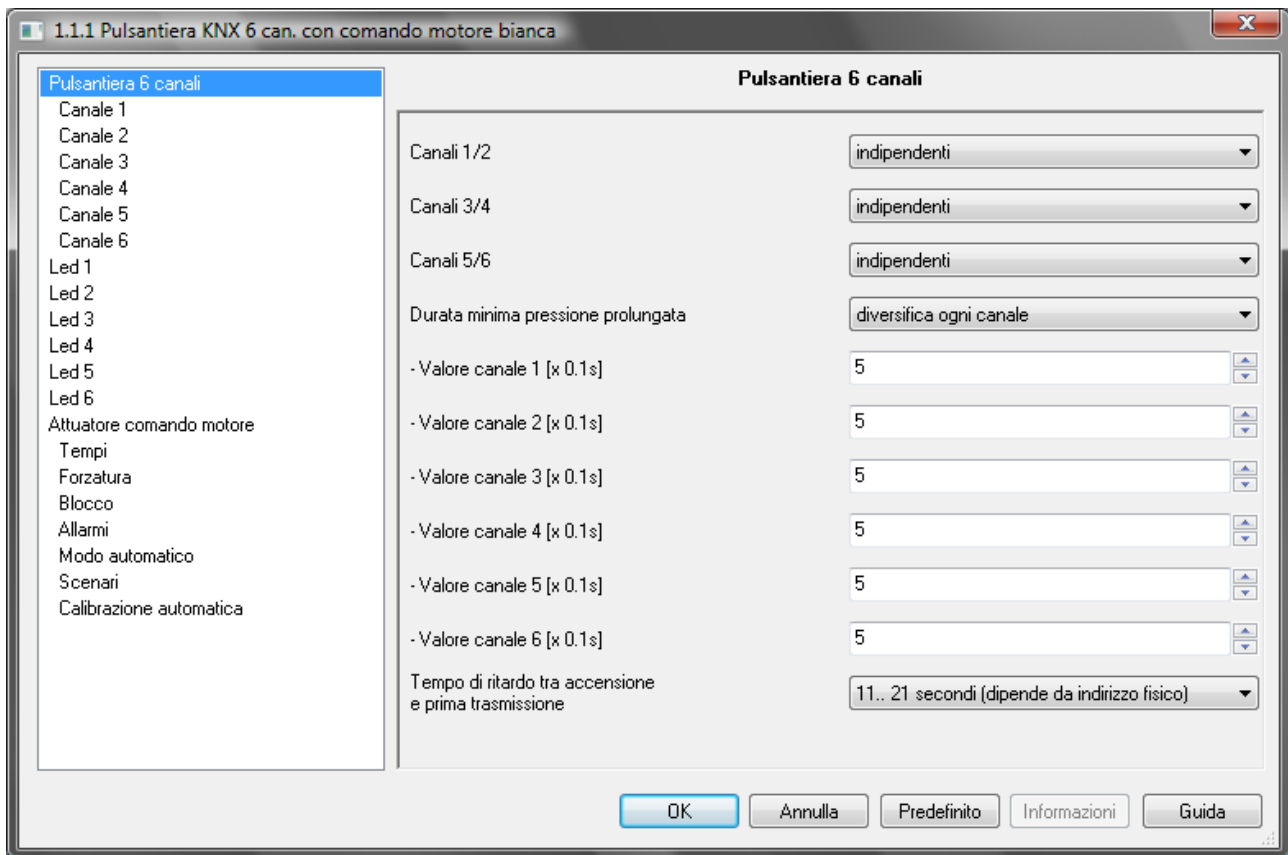 1.1.1 Pulsantiera KNX 6 can. con comando motore bianca
X
Pulsantiera 6 canali
Canale 1
Canale 2
Canale 3
Canale 4
Canale 5
Canale 6
Led 1
Led 2
Led 3
Led 4
Led 5
Led 6
Attuatore comando motore
Tempi
Forzatura
Blocco
Allarmi
Modo automatico
Scenari
Calibrazione automatica
Pulsantiera 6 canali
Canali 1/2 indipendenti
Canali 3/4 indipendenti
Canali 5/6 indipendenti
Durata minima pressione prolungata diversifica ogni canale
- Valore canale 1 [x 0.1s] 5
- Valore canale 2 [x 0.1s] 5
- Valore canale 3 [x 0.1s] 5
- Valore canale 4 [x 0.1s] 5
- Valore canale 5 [x 0.1s] 5
- Valore canale 6 [x 0.1s] 5
Tempo di ritardo tra accensione
e prima trasmissione
11.. 21 secondi (dipende da indirizzo fisico)
OK Annulla Predefinito Informazioni Guida